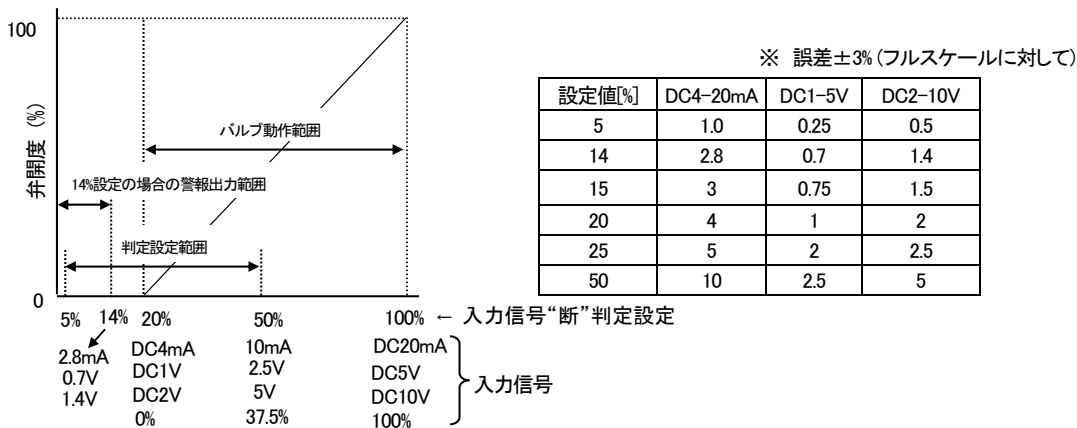 100
※ 誤差±3%(フルスケールに対して)
弁開度 (%)
バルブ動作範囲
14%設定の場合の警報出力範囲
判定設定範囲
0
5% 14% 20% 50% 100% ← 入力信号“断”判定設定
2.8mA DC4mA 10mA DC20mA
0.7V DC1V 2.5V DC5V
1.4V DC2V 5V DC10V
0% 37.5% 100%
入力信号
設定値[%] DC4-20mA DC1-5V DC2-10V
5 1.0 0.25 0.5
14 2.8 0.7 1.4
15 3 0.75 1.5
20 4 1 2
25 5 2 2.5
50 10 2.5 5